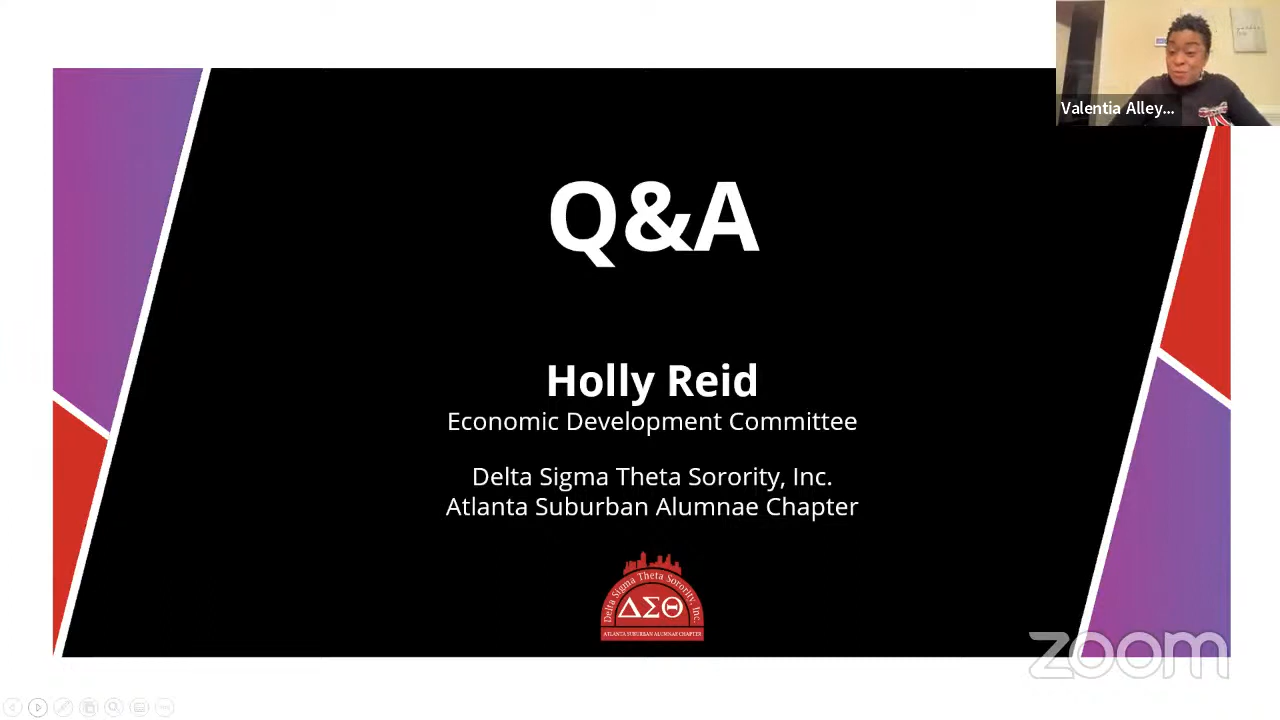 Valentia Alley...
Q&A
Holly Reid
Economic Development Committee
Delta Sigma Theta Sorority, Inc.
Atlanta Suburban Alumnae Chapter
Delta Sigma Theta Sorority, Inc.
ΔΣΘ
ATLANTA SUBURBAN ALUMNAE CHAPTER
zoom